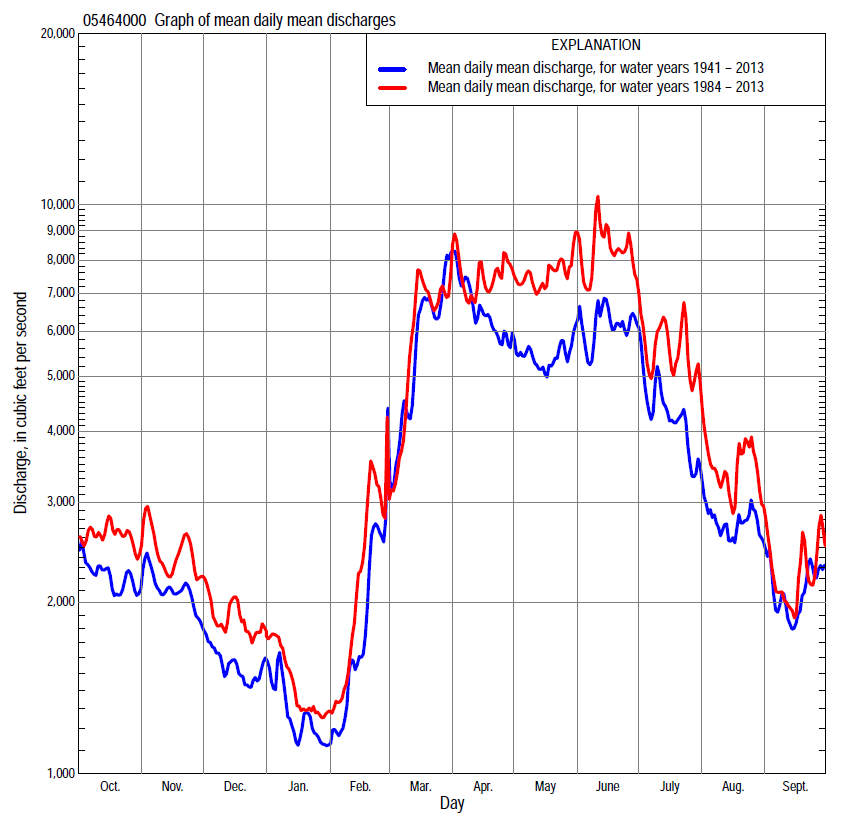 05464000 Graph of mean daily mean discharges
EXPLANATION
Mean daily mean discharge, for water years 1941 – 2013
Mean daily mean discharge, for water years 1984 – 2013
20,000
10,000
9,000
8,000
7,000
6,000
5,000
4,000
3,000
2,000
1,000
Discharge, in cubic feet per second
Oct. Nov. Dec. Jan. Feb. Mar. Apr. May June July Aug. Sept.
Day